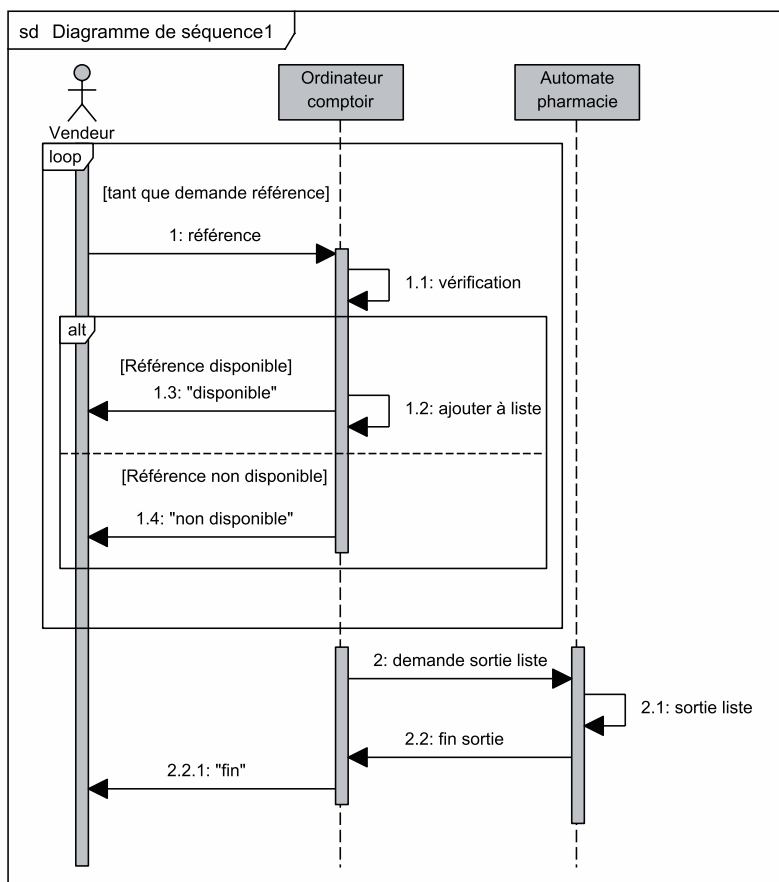 sd Diagramme de séquence1
Ordinateur
comptoir
Automate
pharmacie
Vendeur
loop
[tant que demande référence]
1: référence
1.1: vérification
alt
[Référence disponible]
1.3: "disponible"
1.2: ajouter à liste
[Référence non disponible]
1.4: "non disponible"
2: demande sortie liste
2.1: sortie liste
2.2: fin sortie
2.2.1: "fin"